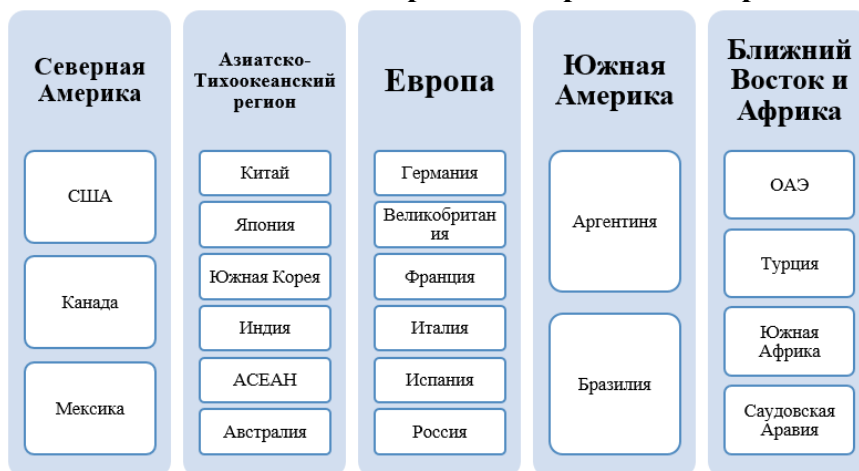 Северная
Америка
США
Канада
Мексика
Азиатско-
Тихоокеанский
регион
Китай
Япония
Южная Корея
Индия
АСЕАН
Австралия
Европа
Германия
Великобритан
ия
Франция
Италия
Испания
Россия
Южная
Америка
Аргентиня
Бразилия
Ближний
Восток и
Африка
ОАЭ
Турция
Южная
Африка
Саудовская
Аравия